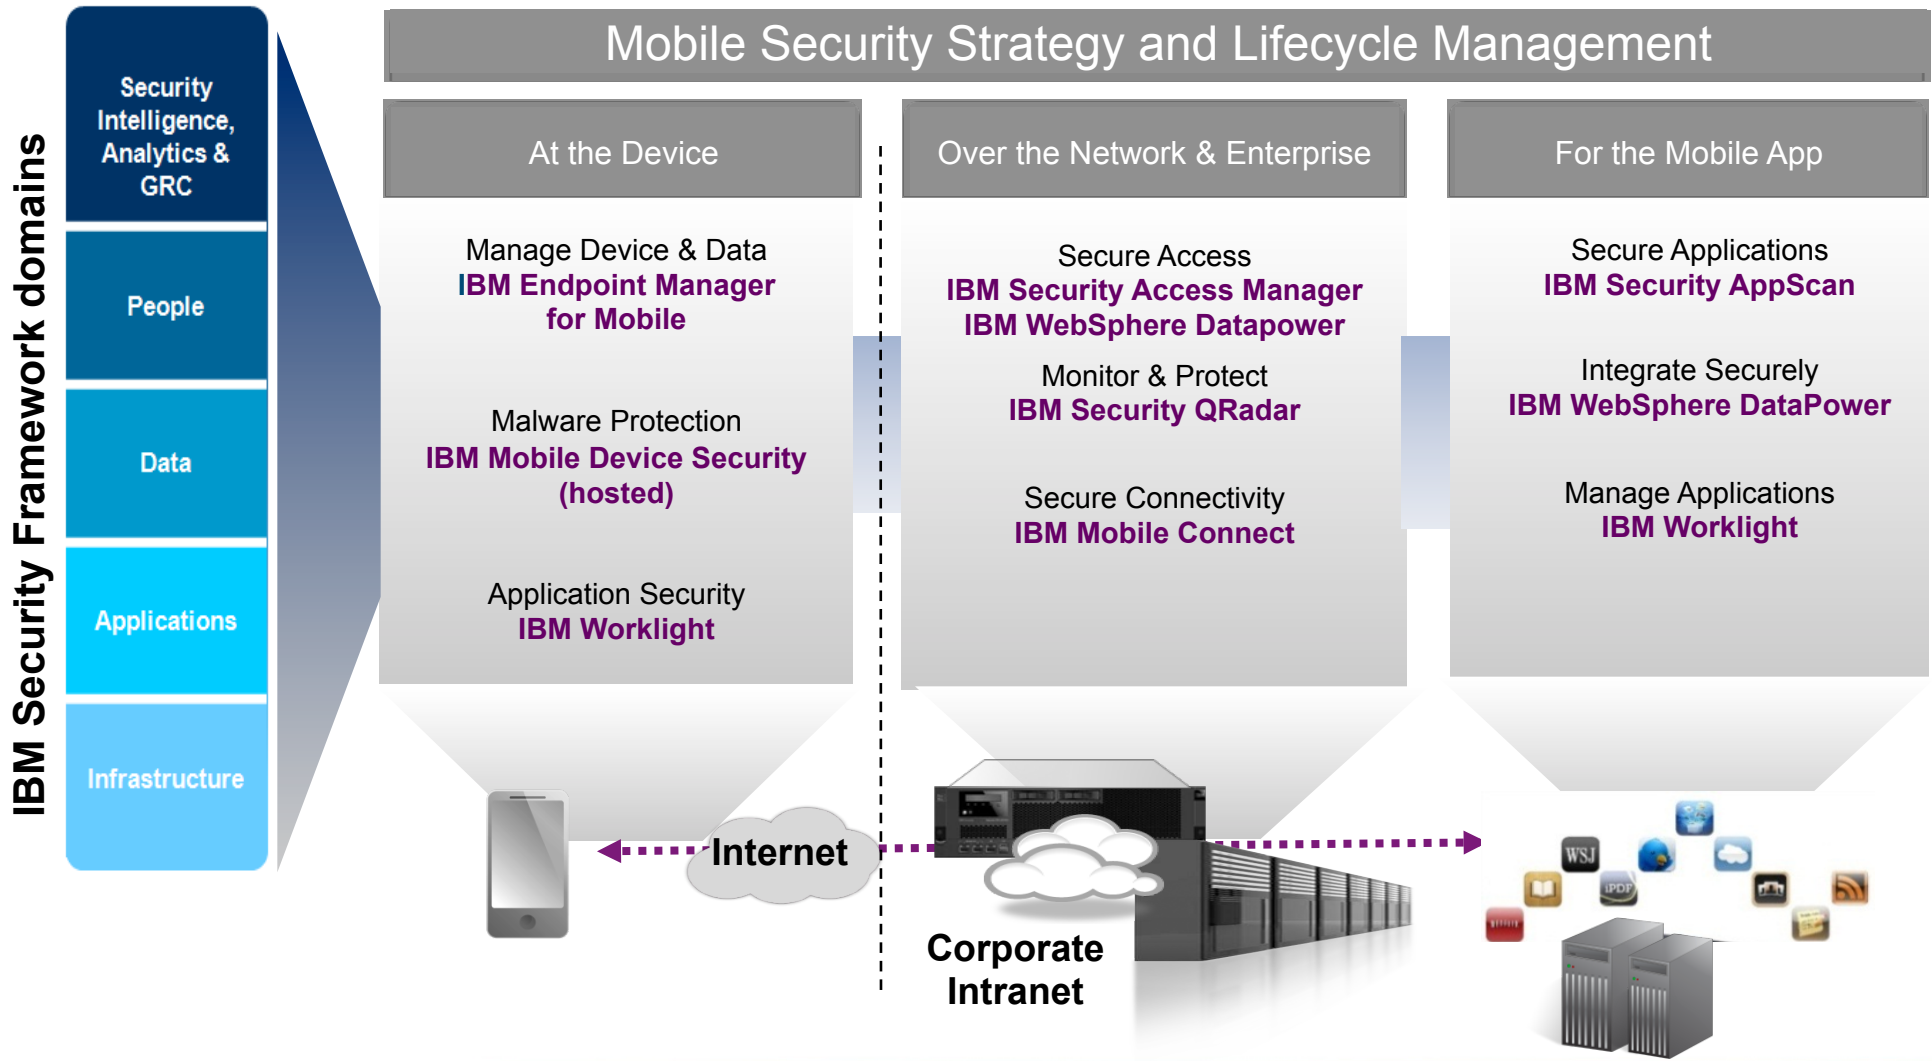 IBM Security Framework domains
Security
Intelligence,
Analytics &
GRC
People
Data
Applications
Infrastructure
Mobile Security Strategy and Lifecycle Management
At the Device
Manage Device & Data
IBM Endpoint Manager
for Mobile
Malware Protection
IBM Mobile Device Security
(hosted)
Application Security
IBM Worklight
Over the Network & Enterprise
Secure Access
IBM Security Access Manager
IBM WebSphere Datapower
Monitor & Protect
IBM Security QRadar
Secure Connectivity
IBM Mobile Connect
For the Mobile App
Secure Applications
IBM Security AppScan
Integrate Securely
IBM WebSphere DataPower
Manage Applications
IBM Worklight
Internet
Corporate
Intranet
WSJ
iPDF
NETFLIX